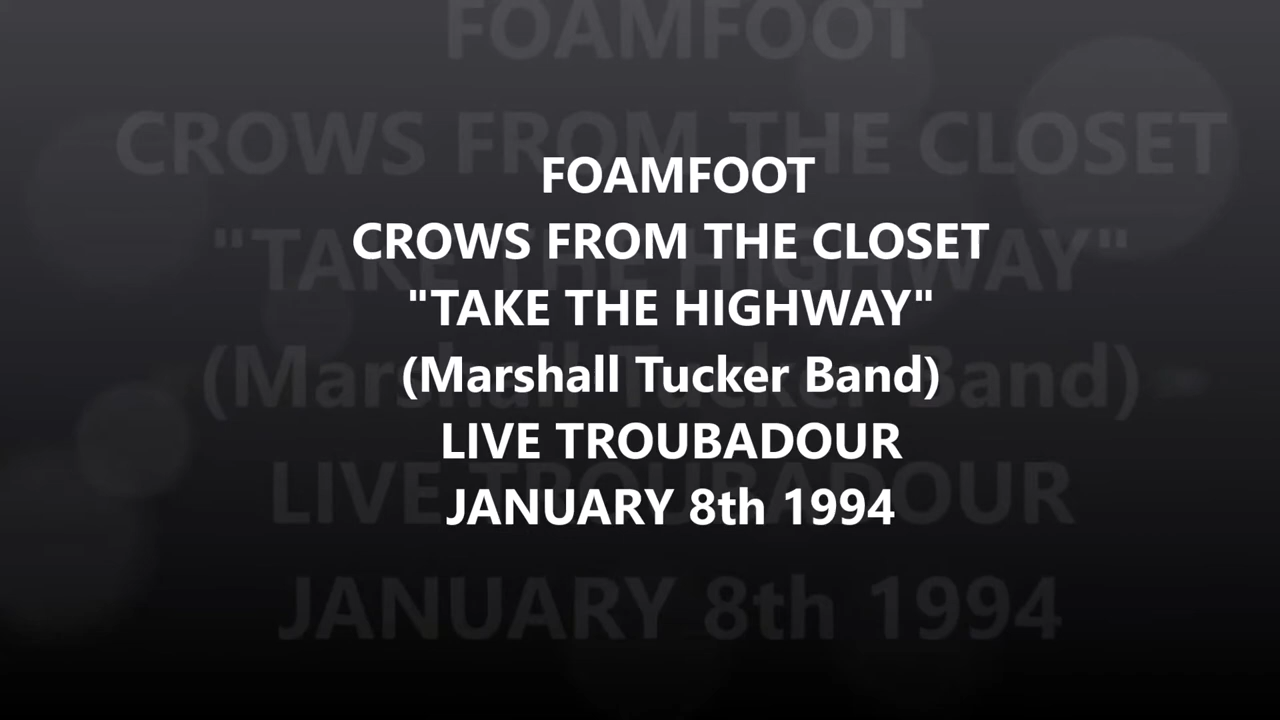 FOAMFOOT
CROWS FROM THE CLOSET
"TAKE THE HIGHWAY"
(Marshall Tucker Band)
LIVE TROUBADOUR
JANUARY 8th 1994